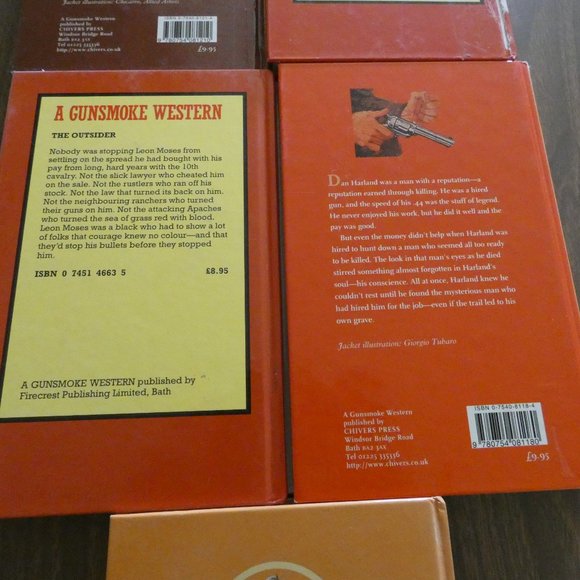 Jacket illustration: Ghicarro, Allied Artists
A Gunsmoke Western
published by
CHIVERS PRESS
Windsor Bridge Road
Bath BA2 3AX
Tel 01225 335336
http://www.chivers.co.uk
ISBN 0-7540-8121-4
9 780754 081210
£9.95
A GUNSMOKE WESTERN
THE OUTSIDER
Nobody was stopping Leon Moses from
settling on the spread he had bought with his
pay from long, hard years with the 10th
cavalry. Not the slick lawyer who cheated him
on the sale. Not the rustlers who ran off his
stock. Not the law that turned its back on him.
Not the neighbouring ranchers who turned
their guns on him. Not the attacking Apaches
who turned the sea of grass red with blood.
Leon Moses was a black who had to show a lot
of folks that courage knew no colour—and that
they'd stop his bullets before they stopped
him.
ISBN 0 7451 4663 5
£8.95
A GUNSMOKE WESTERN published by
Firecrest Publishing Limited, Bath
Dan Harland was a man with a reputation—a
reputation earned through killing. He was a hired
gun, and the speed of his .44 was the stuff of legend.
He never enjoyed his work, but he did it well and the
pay was good.
But even the money didn't help when Harland was
hired to hunt down a man who seemed all too ready
to be killed. The look in that man's eyes as he died
stirred something almost forgotten in Harland's
soul—his conscience. All at once, Harland knew he
couldn't rest until he found the mysterious man who
had hired him for the job—even if the trail led to his
own grave.
Jacket illustration: Giorgio Tubaro
A Gunsmoke Western
published by
CHIVERS PRESS
Windsor Bridge Road
Bath BA2 3AX
Tel 01225 335336
http://www.chivers.co.uk
ISBN 0-7540-8118-4
9 780754 081180
£9.95